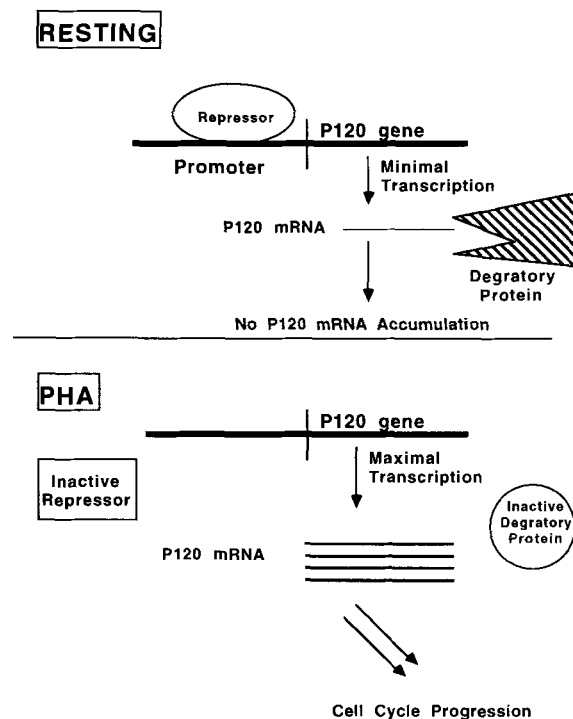 RESTING
Repressor
P120 gene
Promoter
Minimal
Transcription
P120 mRNA
Degratory
Protein
No P120 mRNA Accumulation
PHA
P120 gene
Maximal
Transcription
Inactive
Repressor
Inactive
Degratory
Protein
P120 mRNA
Cell Cycle Progression